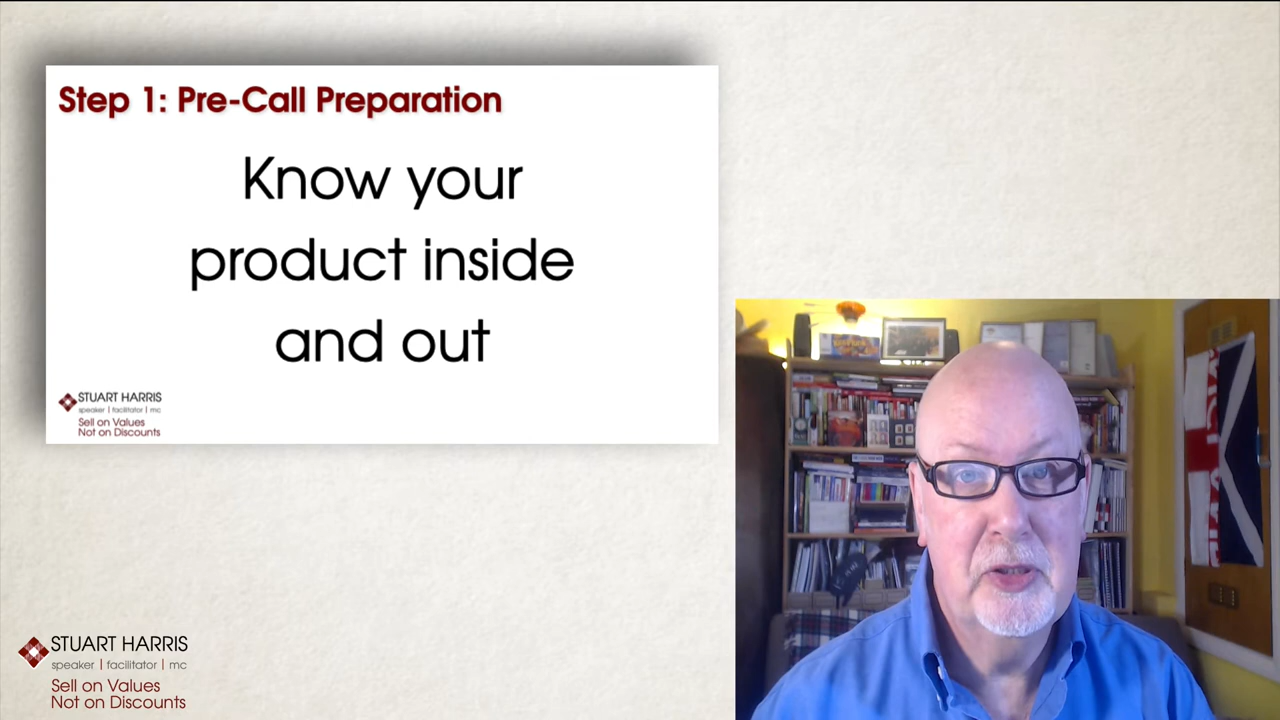 Step 1: Pre-Call Preparation
Know your
product inside
and out
STUART HARRIS
speaker | facilitator | mc
Sell on Values
Not on Discounts
STUART HARRIS
speaker | facilitator | mc
Sell on Values
Not on Discounts